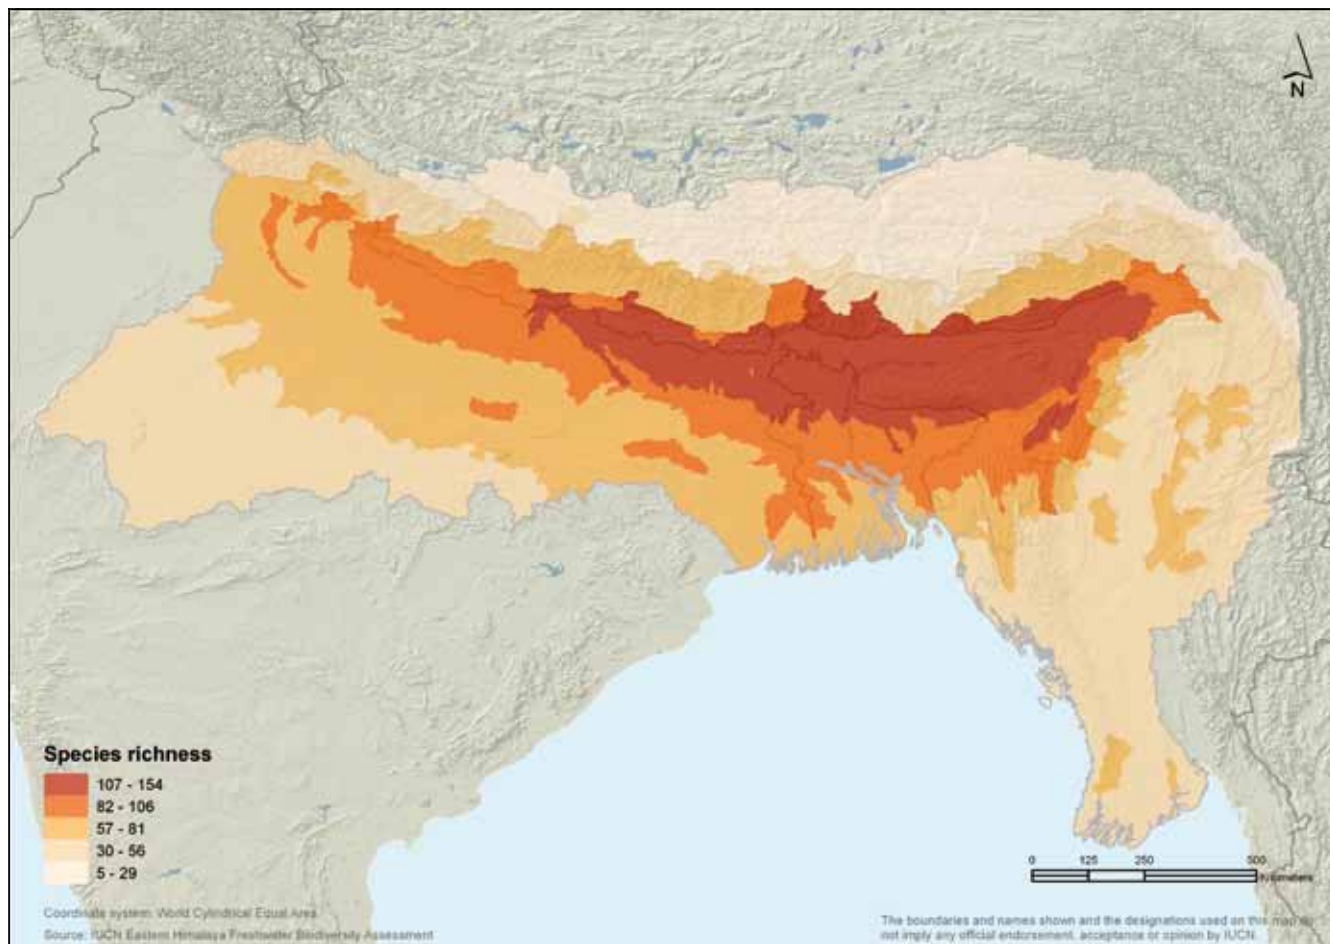 N
Species richness
107 - 154
82 - 106
57 - 81
30 - 56
5 - 29
0 125 250 500
Kilometers
Coordinate system: World Cylindrical Equal Area
Source: IUCN Eastern Himalaya Freshwater Biodiversity Assessment
The boundaries and names shown and the designations used on this map do
not imply any official endorsement, acceptance or opinion by IUCN.